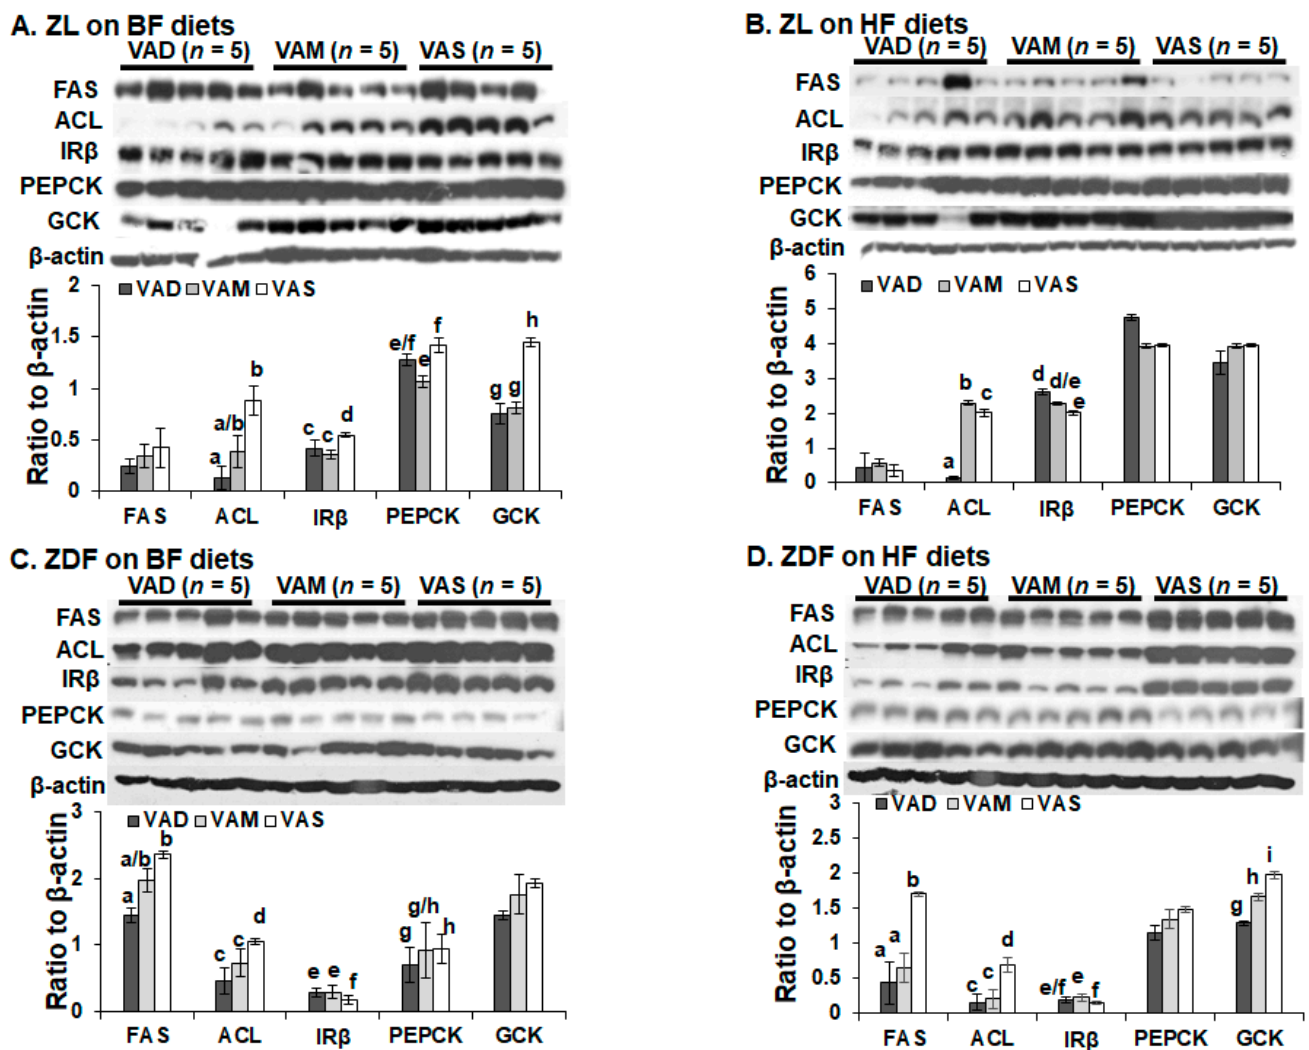 A. ZL on BF diets
VAD (n = 5) VAM (n = 5) VAS (n = 5)
FAS
ACL
IRβ
PEPCK
GCK
β-actin
2
1.5
1
0.5
0
Ratio to β-actin
VAD VAM VAS
a a/b b c c d e/f e f g g h
FAS ACL IRβ PEPCK GCK
B. ZL on HF diets
VAD (n = 5) VAM (n = 5) VAS (n = 5)
FAS
ACL
IRβ
PEPCK
GCK
β-actin
6
5
4
3
2
1
0
Ratio to β-actin
VAD VAM VAS
a b c d d/e e
FAS ACL IRβ PEPCK GCK
C. ZDF on BF diets
VAD (n = 5) VAM (n = 5) VAS (n = 5)
FAS
ACL
IRβ
PEPCK
GCK
β-actin
3
2
1
0
Ratio to β-actin
VAD VAM VAS
a a/b b c c d e e f g g/h h
FAS ACL IRβ PEPCK GCK
D. ZDF on HF diets
VAD (n = 5) VAM (n = 5) VAS (n = 5)
FAS
ACL
IRβ
PEPCK
GCK
β-actin
3
2.5
2
1.5
1
0.5
0
Ratio to β-actin
VAD VAM VAS
a a b c c d e/f e f g h i
FAS ACL IRβ PEPCK GCK